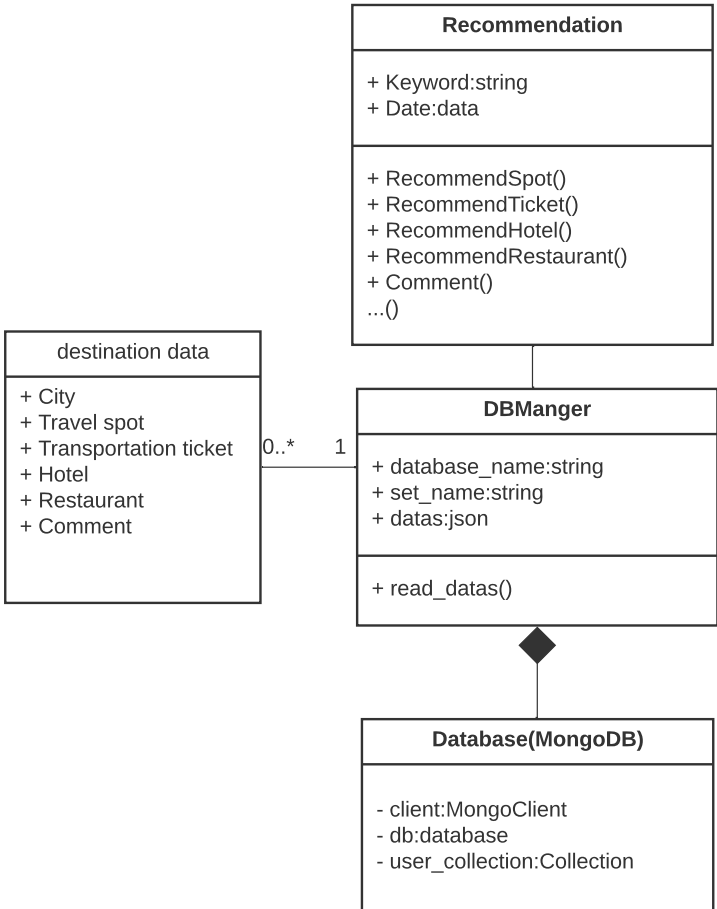 Recommendation
+ Keyword:string
+ Date:data
+ RecommendSpot()
+ RecommendTicket()
+ RecommendHotel()
+ RecommendRestaurant()
+ Comment()
...()
destination data
+ City
+ Travel spot
+ Transportation ticket
+ Hotel
+ Restaurant
+ Comment
0..*
1
DBManger
+ database_name:string
+ set_name:string
+ datas:json
+ read_datas()
Database(MongoDB)
- client:MongoClient
- db:database
- user_collection:Collection